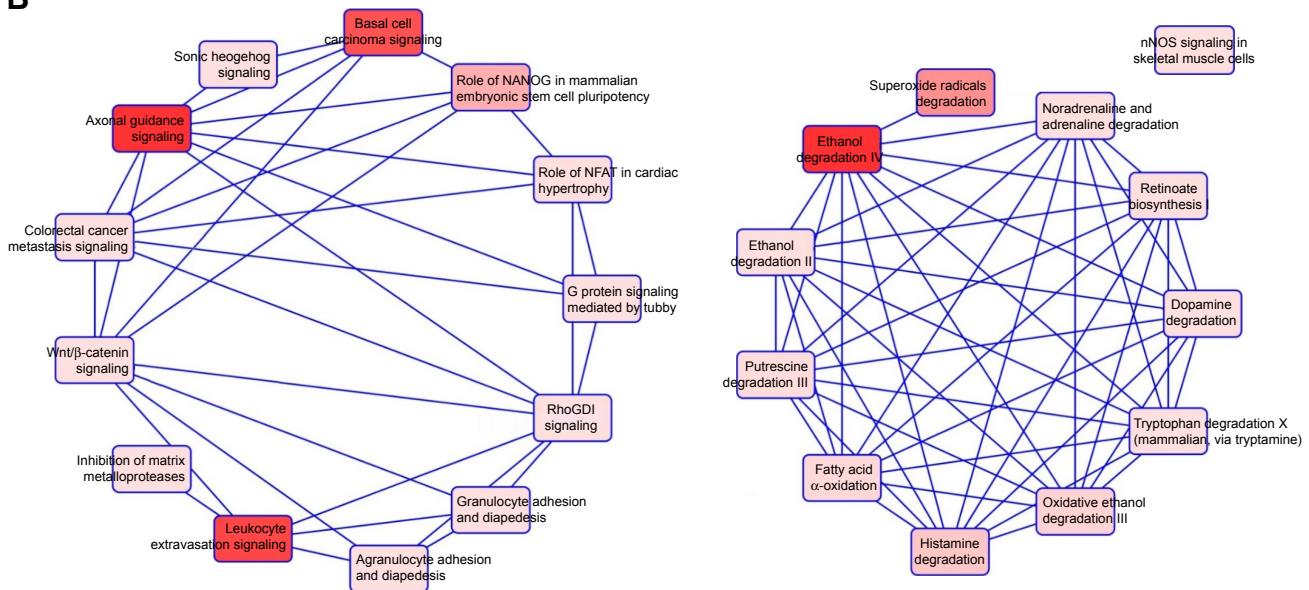 B
Basal cell
carcinoma signaling
Sonic heogehog
signaling
Role of NANOG in mammalian
embryonic stem cell pluripotency
Axonal guidance
signaling
Role of NFAT in cardiac
hypertrophy
Colorectal cancer
metastasis signaling
G protein signaling
mediated by tubby
Wnt/β-catenin
signaling
RhoGDI
signaling
Inhibition of matrix
metalloproteases
Granulocyte adhesion
and diapedesis
Leukocyte
extravasation signaling
Agranulocyte adhesion
and diapedesis
nNOS signaling in
skeletal muscle cells
Superoxide radicals
degradation
Noradrenaline and
adrenaline degradation
Ethanol
degradation IV
Retinoate
biosynthesis I
Ethanol
degradation II
Dopamine
degradation
Putrescine
degradation III
Tryptophan degradation X
(mammalian, via tryptamine)
Fatty acid
α-oxidation
Oxidative ethanol
degradation III
Histamine
degradation